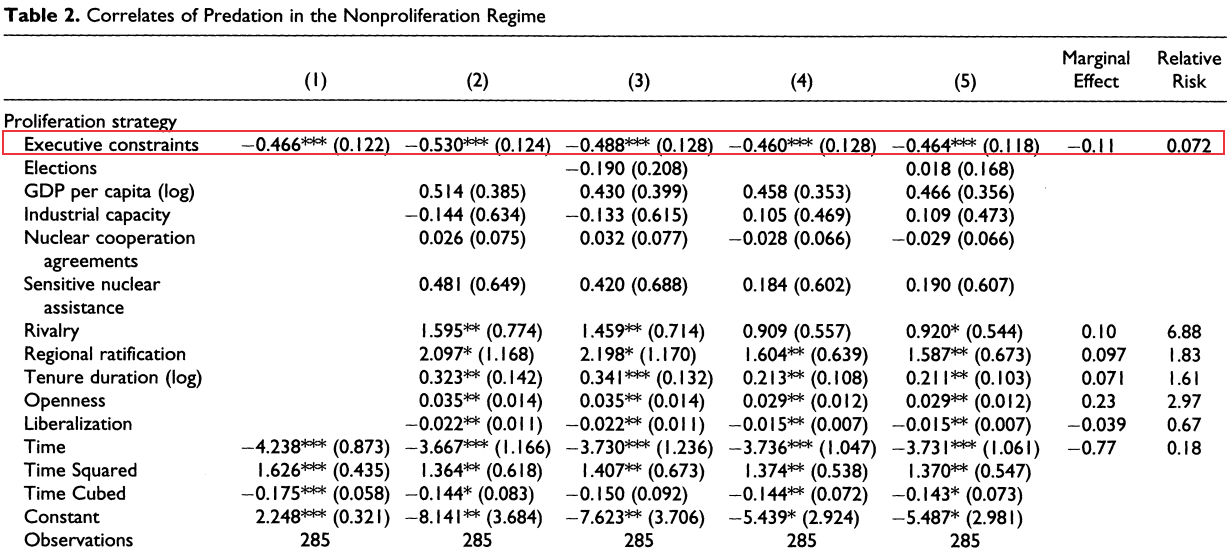 Table 2. Correlates of Predation in the Nonproliferation Regime
(1) (2) (3) (4) (5) Marginal Effect Relative Risk
Proliferation strategy
Executive constraints −0.466*** (0.122) −0.530*** (0.124) −0.488*** (0.128) −0.460*** (0.128) −0.464*** (0.118) −0.11 0.072
Elections −0.190 (0.208) 0.018 (0.168)
GDP per capita (log) 0.514 (0.385) 0.430 (0.399) 0.458 (0.353) 0.466 (0.356)
Industrial capacity −0.144 (0.634) −0.133 (0.615) 0.105 (0.469) 0.109 (0.473)
Nuclear cooperation 0.026 (0.075) 0.032 (0.077) −0.028 (0.066) −0.029 (0.066)
agreements
Sensitive nuclear 0.481 (0.649) 0.420 (0.688) 0.184 (0.602) 0.190 (0.607)
assistance
Rivalry 1.595** (0.774) 1.459** (0.714) 0.909 (0.557) 0.920* (0.544) 0.10 6.88
Regional ratification 2.097* (1.168) 2.198* (1.170) 1.604** (0.639) 1.587** (0.673) 0.097 1.83
Tenure duration (log) 0.323** (0.142) 0.341*** (0.132) 0.213** (0.108) 0.211** (0.103) 0.071 1.61
Openness 0.035** (0.014) 0.035** (0.014) 0.029** (0.012) 0.029** (0.012) 0.23 2.97
Liberalization −0.022** (0.011) −0.022** (0.011) −0.015** (0.007) −0.015** (0.007) −0.039 0.67
Time −4.238*** (0.873) −3.667*** (1.166) −3.730*** (1.236) −3.736*** (1.047) −3.731*** (1.061) −0.77 0.18
Time Squared 1.626*** (0.435) 1.364** (0.618) 1.407** (0.673) 1.374** (0.538) 1.370** (0.547)
Time Cubed −0.175*** (0.058) −0.144* (0.083) −0.150 (0.092) −0.144** (0.072) −0.143* (0.073)
Constant 2.248*** (0.321) −8.141** (3.684) −7.623** (3.706) −5.439* (2.924) −5.487* (2.981)
Observations 285 285 285 285 285